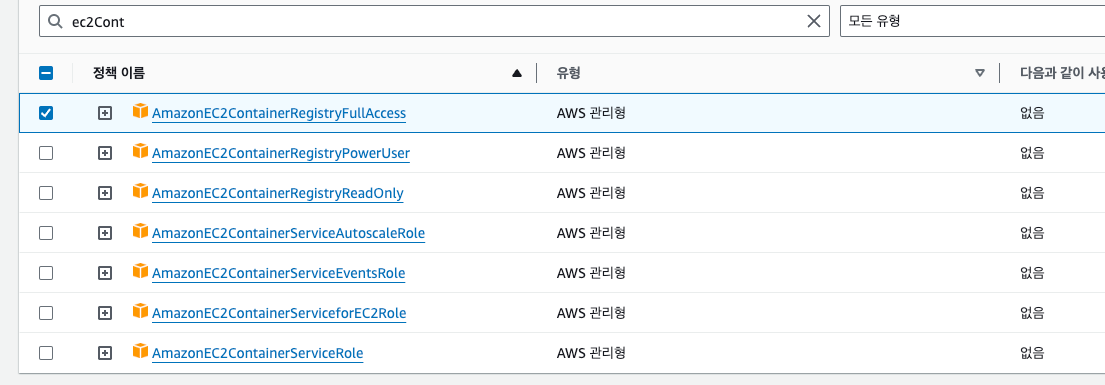 ec2Cont 모든 유형
정책 이름 유형 다음과 같이 사용
AmazonEC2ContainerRegistryFullAccess AWS 관리형 없음
AmazonEC2ContainerRegistryPowerUser AWS 관리형 없음
AmazonEC2ContainerRegistryReadOnly AWS 관리형 없음
AmazonEC2ContainerServiceAutoscaleRole AWS 관리형 없음
AmazonEC2ContainerServiceEventsRole AWS 관리형 없음
AmazonEC2ContainerServiceforEC2Role AWS 관리형 없음
AmazonEC2ContainerServiceRole AWS 관리형 없음